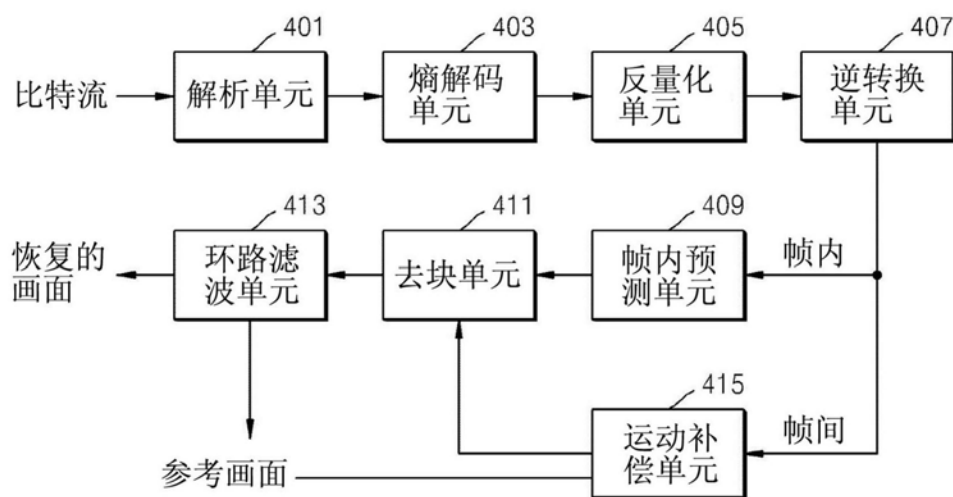 401
403
405
407
比特流
解析单元
熵解码
单元
反量化
单元
逆转换
单元
413
411
409
恢复的
画面
环路滤
波单元
去块单元
帧内预
测单元
帧内
415
参考画面
运动补
偿单元
帧间